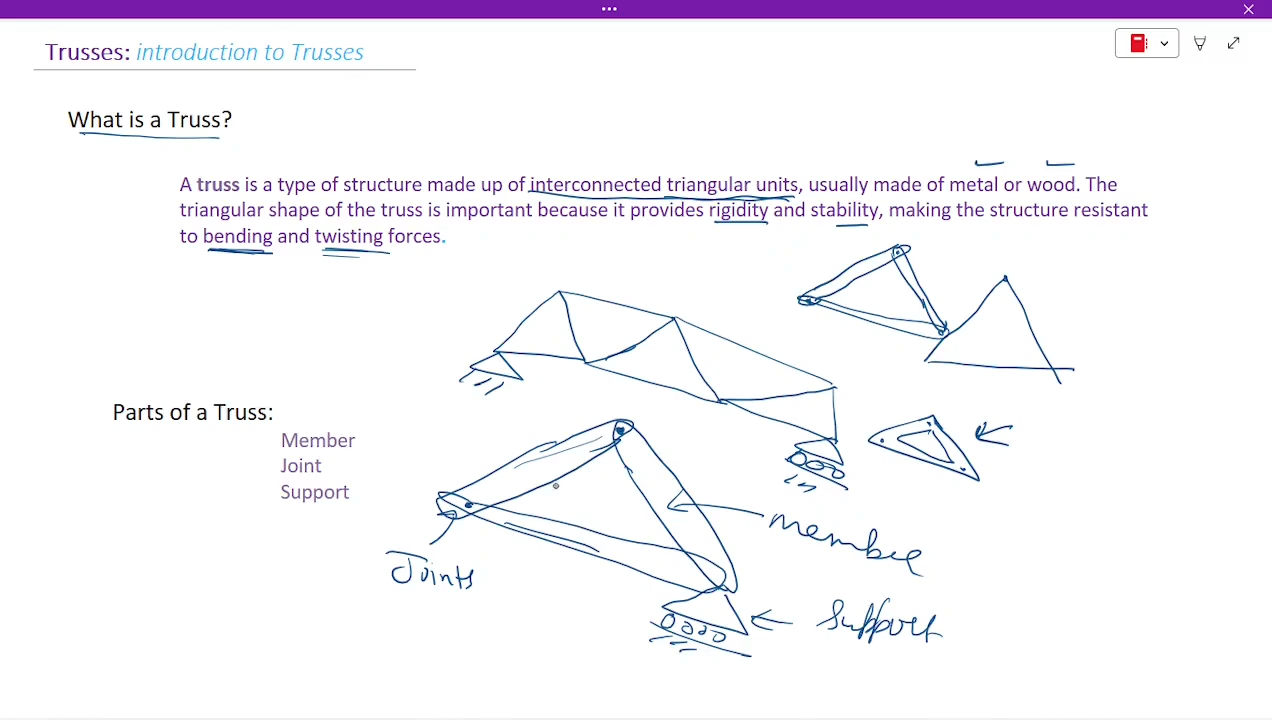 Trusses: introduction to Trusses
What is a Truss?
A truss is a type of structure made up of interconnected triangular units, usually made of metal or wood. The
triangular shape of the truss is important because it provides rigidity and stability, making the structure resistant
to bending and twisting forces.
Parts of a Truss:
Member
Joint
Support
member
Joints
Support